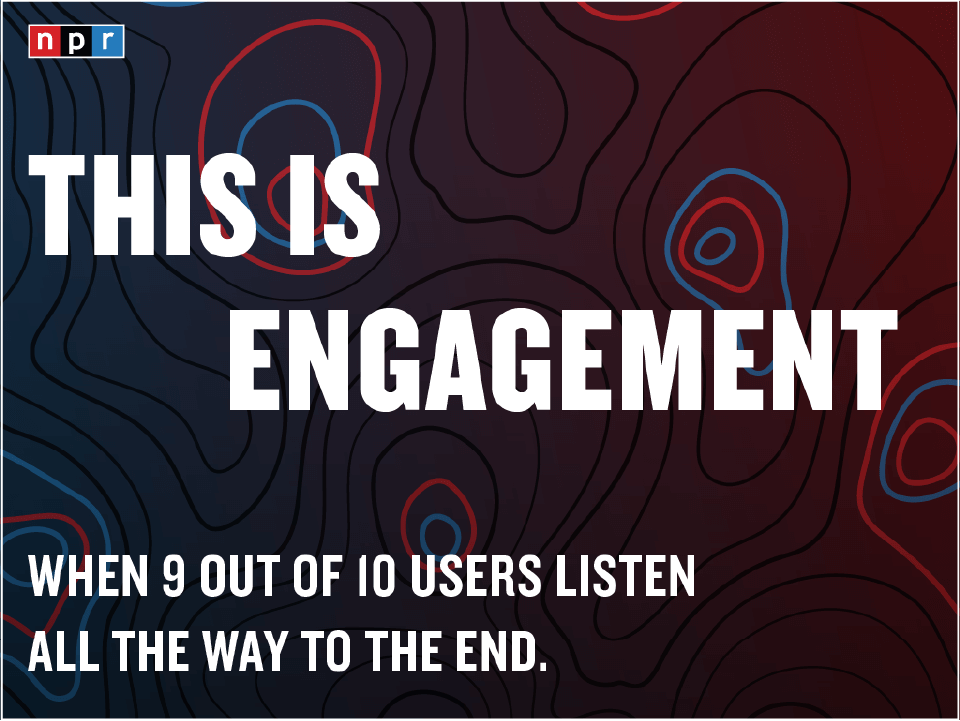 npr
THIS IS
ENGAGEMENT
WHEN 9 OUT OF 10 USERS LISTEN
ALL THE WAY TO THE END.